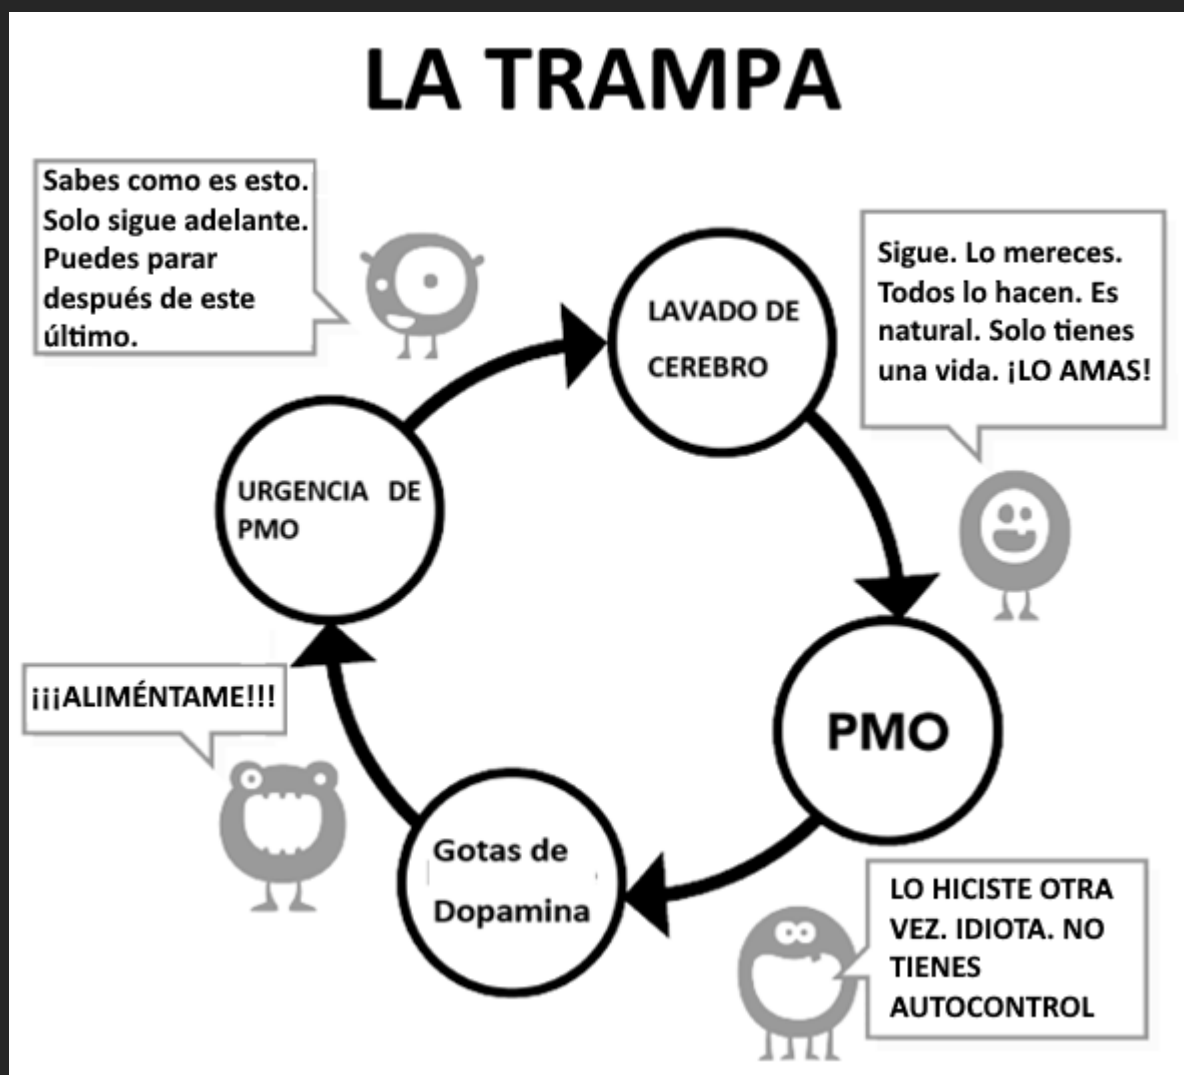 LA TRAMPA
Sabes como es esto.
Solo sigue adelante.
Puedes parar
después de este
último.
LAVADO DE
CEREBRO
Sigue. Lo mereces.
Todos lo hacen. Es
natural. Solo tienes
una vida. ¡LO AMAS!
URGENCIA DE
PMO
PMO
¡¡¡ALIMÉNTAME!!!
Gotas de
Dopamina
LO HICISTE OTRA
VEZ. IDIOTA. NO
TIENES
AUTOCONTROL